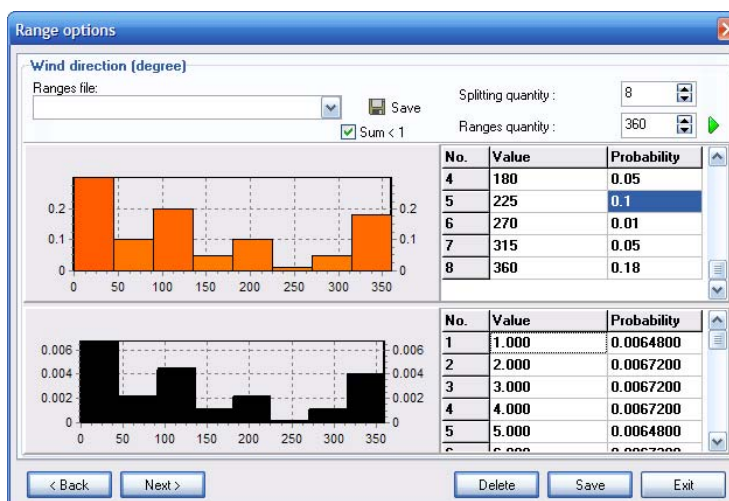 Range options
Wind direction (degree)
Ranges file:
Save
Sum < 1
Splitting quantity : 8
Ranges quantity : 360
0.2 0.2
0.1 0.1
0 0
0 50 100 150 200 250 300 350
No. Value Probability
4 180 0.05
5 225 0.1
6 270 0.01
7 315 0.05
8 360 0.18
0.006 0.006
0.004 0.004
0.002 0.002
0 0
0 50 100 150 200 250 300 350
No. Value Probability
1 1.000 0.0064800
2 2.000 0.0067200
3 3.000 0.0067200
4 4.000 0.0067200
5 5.000 0.0064800
< Back Next > Delete Save Exit